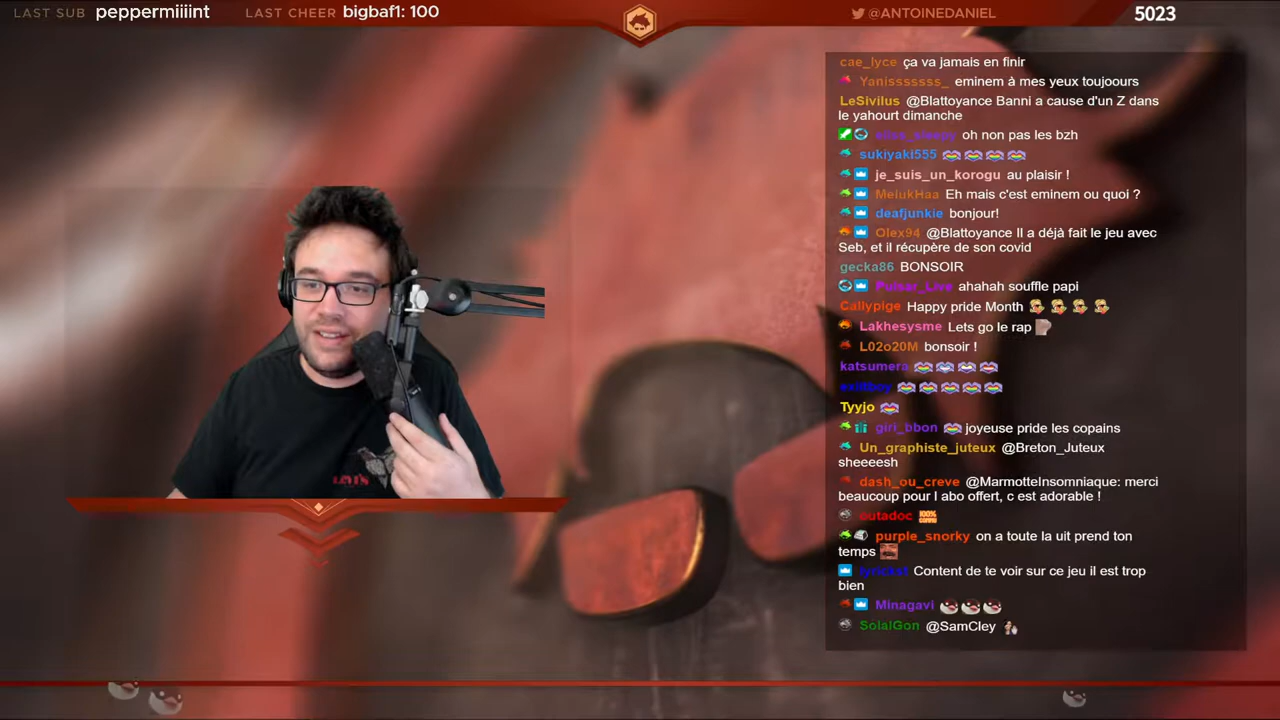 LAST SUB peppermiiiint LAST CHEER bigbaf1: 100 @ANTOINEDANIEL 5023
cae_lyce ça va jamais en finir
Yanisssssss_ eminem à mes yeux toujoours
LeSivilus @Blattoyance Banni a cause d'un Z dans
le yahourt dimanche
oh non pas les bzh
sukiyaki555
je_suis_un_korogu au plaisir !
MelukHaa Eh mais c'est eminem ou quoi ?
deafjunkie bonjour!
Olex94 @Blattoyance Il a déjà fait le jeu avec
Seb, et il récupère de son covid
gecka86 BONSOIR
Pulsar_Live ahahah souffle papi
Callypige Happy pride Month
Lakhesysme Lets go le rap
L02o20M bonsoir !
katsumera
Tyyjo
giri_bbon joyeuse pride les copains
Un_graphiste_juteux @Breton_Juteux
sheeeesh
dash_ou_creve @MarmotteInsomniaque: merci
beaucoup pour l abo offert, c est adorable !
outadoc
purple_snorky on a toute la uit prend ton
temps
Content de te voir sur ce jeu il est trop
bien
Minagavi
SolalGon @SamCley